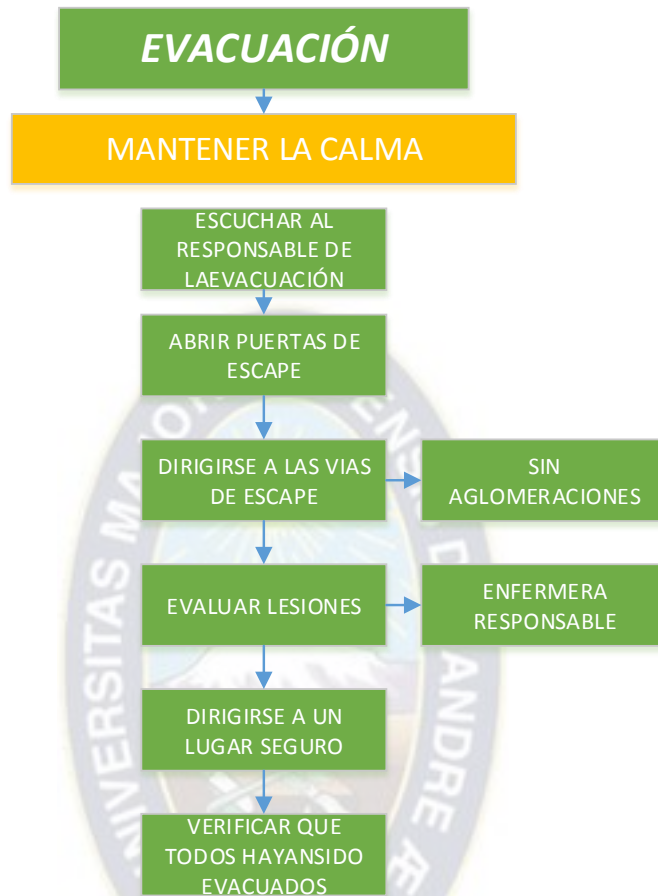 EVACUACIÓN
MANTENER LA CALMA
ESCUCHAR AL
RESPONSABLE DE
LAEVACUACIÓN
ABRIR PUERTAS DE
ESCAPE
DIRIGIRSE A LAS VIAS
DE ESCAPE
SIN
AGLOMERACIONES
EVALUAR LESIONES
ENFERMERA
RESPONSABLE
DIRIGIRSE A UN
LUGAR SEGURO
VERIFICAR QUE
TODOS HAYANSIDO
EVACUADOS